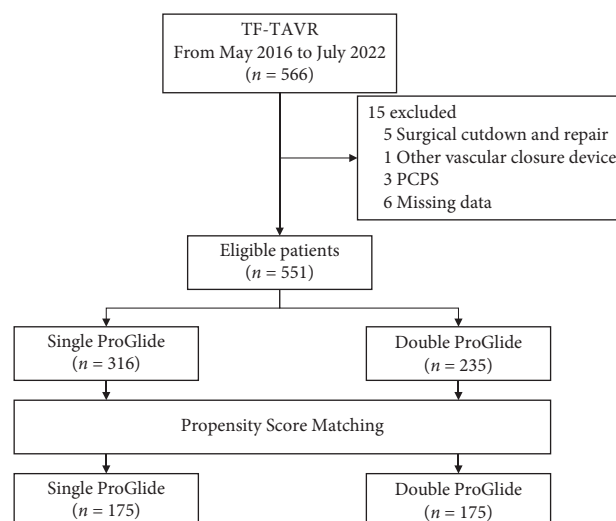 TF-TAVR
From May 2016 to July 2022
(n = 566)
15 excluded
5 Surgical cutdown and repair
1 Other vascular closure device
3 PCPS
6 Missing data
Eligible patients
(n = 551)
Single ProGlide
(n = 316)
Double ProGlide
(n = 235)
Propensity Score Matching
Single ProGlide
(n = 175)
Double ProGlide
(n = 175)